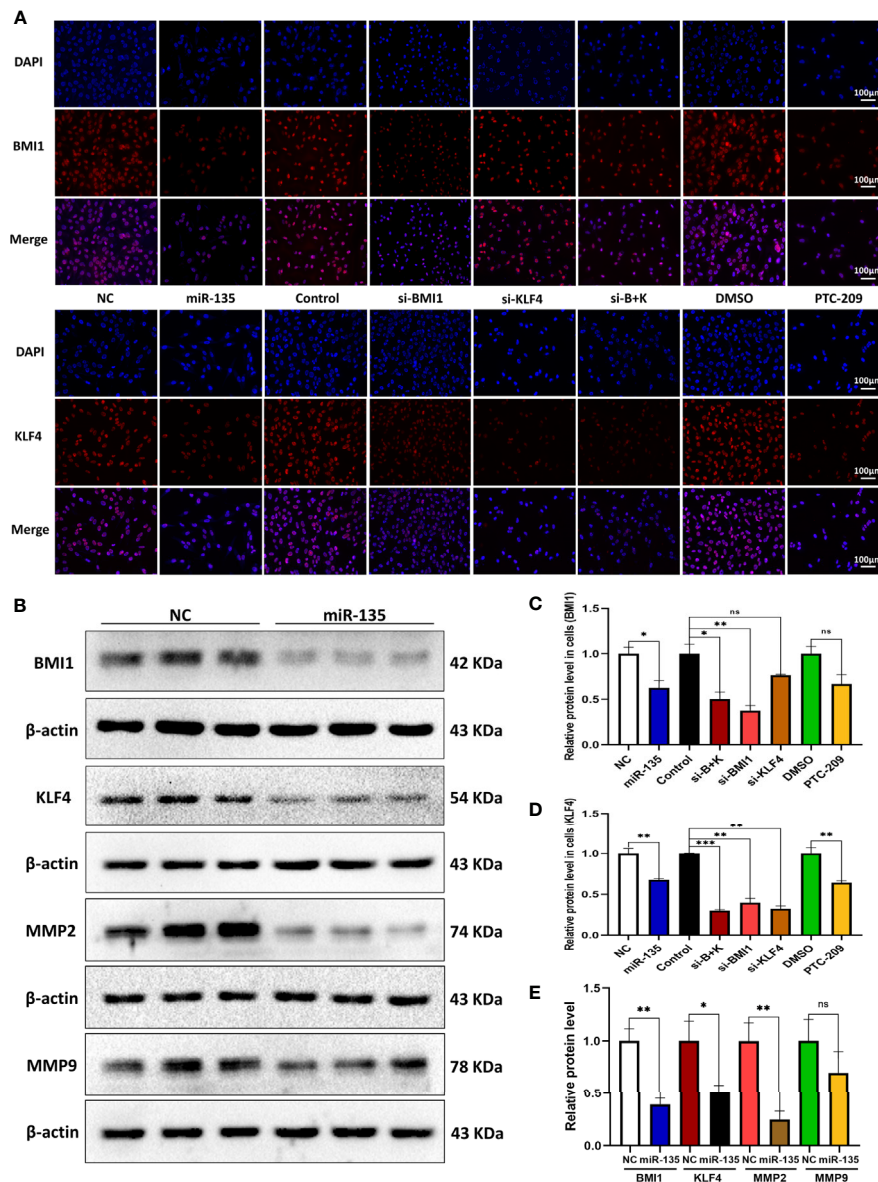 A
DAPI
100μm
BMI1
100μm
Merge
100μm
NC miR-135 Control si-BMI1 si-KLF4 si-B+K DMSO PTC-209
DAPI
100μm
KLF4
100μm
Merge
100μm
B
NC miR-135
BMI1 42 KDa
β-actin 43 KDa
KLF4 54 KDa
β-actin 43 KDa
MMP2 74 KDa
β-actin 43 KDa
MMP9 78 KDa
β-actin 43 KDa
C
Relative protein level in cells (BMI1)
1.5
1.0
0.5
0.0
* ns ** * ns
NC miR-135 Control si-B+K si-BMI1 si-KLF4 DMSO PTC-209
D
Relative protein level in cells (KLF4)
1.5
1.0
0.5
0.0
** ** ** *** **
NC miR-135 Control si-B+K si-BMI1 si-KLF4 DMSO PTC-209
E
Relative protein level
1.5
1.0
0.5
0.0
** * ** ns
NC miR-135 NC miR-135 NC miR-135 NC miR-135
BMI1 KLF4 MMP2 MMP9